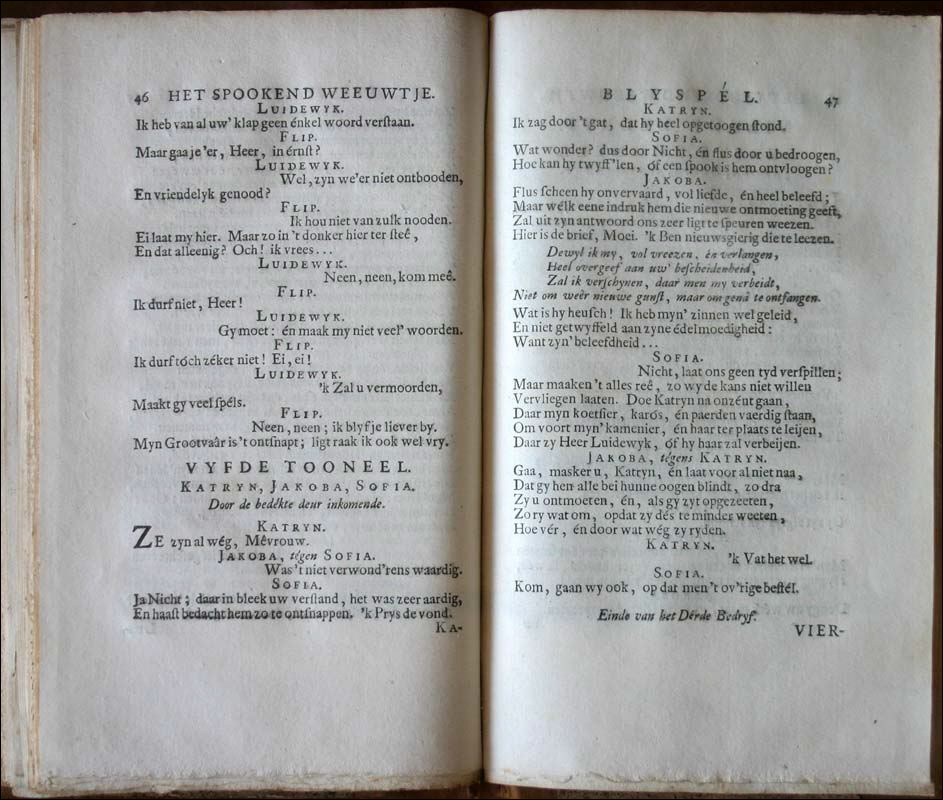 46 HET SPOOKEND WEEUWTJE.
LUIDEWYK.
Ik heb van al uw' klap geen énkel woord verſtaan.
FLIP.
Maar gaa je 'er, Heer, in érnſt?
LUIDEWYK.
Wel, zyn we'er niet ontbooden,
En vriendelyk genood?
FLIP.
Ik hou niet van zulk nooden.
Ei laat my hier. Maar zo in 't donker hier ter ſteê,
En dat alleenig? Och! ik vrees...
LUIDEWYK.
Neen, neen, kom meê.
FLIP.
Ik durf niet, Heer!
LUIDEWYK.
Gy moet: én maak my niet veel' woorden.
FLIP.
Ik durf tóch zéker niet! Ei, ei!
LUIDEWYK.
'k Zal u vermoorden,
Maakt gy veel ſpéls.
FLIP.
Neen, neen; ik blyf je liever by.
Myn Grootvaâr is 't ontſnapt; ligt raak ik ook wel vry.
VYFDE TOONEEL.
KATRYN, JAKOBA, SOFIA.
Door de bedékte deur inkomende.
KATRYN.
ZE zyn al wég, Mêvrouw.
JAKOBA, tégen SOFIA.
Was 't niet verwond'rens waardig.
SOFIA.
Ja Nicht; daar in bleek uw verſtand, het was zeer aardig,
En haaſt bedacht hem zo te ontſnappen. 'k Prys de vond.
KA-
BLYSPÉL. 47
KATRYN.
Ik zag door 't gat, dat hy heel opgetoogen ſtond.
SOFIA.
Wat wonder? dus door Nicht, én flus door u bedroogen,
Hoe kan hy twyff'len, óf een ſpook is hem ontvloogen?
JAKOBA.
Flus ſcheen hy onvervaard, vol liefde, én heel beleefd;
Maar wélk eene indruk hem die nieuwe ontmoeting geeft,
Zal uit zyn antwoord ons zeer ligt te ſpeuren weezen.
Hier is de brief, Moei. 'k Ben nieuwsgierig die te leezen.
Dewyl ik my, vol vreezen, én verlangen,
Heel overgeef aan uw' beſcheidenheid,
Zal ik verſchynen, daar men my verbeidt,
Niet om weêr nieuwe gunſt, maar om genâ te ontfangen.
Wat is hy heuſch! Ik heb myn' zinnen wel geleid,
En niet getwyffeld aan zyne édelmoedigheid:
Want zyn' beleefdheid...
SOFIA.
Nicht, laat ons geen tyd verſpillen;
Maar maaken 't alles reê, zo wy de kans niet willen
Vervliegen laaten. Doe Katryn na onzént gaan,
Daar myn koetſier, karós, én paerden vaerdig ſtaan,
Om voort myn' kamenier, én haar ter plaats te leijen,
Daar zy Heer Luidewyk, óf hy haar zal verbeijen.
JAKOBA, tégens KATRYN.
Gaa, masker u, Katryn, én laat voor al niet naa,
Dat gy hen alle bei hunne oogen blindt, zo dra
Zy u ontmoeten, én, als gy zyt opgezeeten,
Zo ry wat om, opdat zy dés te minder weeten,
Hoe vér, én door wat wég zy ryden.
KATRYN.
'k Vat het wel.
SOFIA.
Kom, gaan wy ook, op dat men 't ov'rige beſtél.
Einde van het Dérde Bedryf.
VIER-